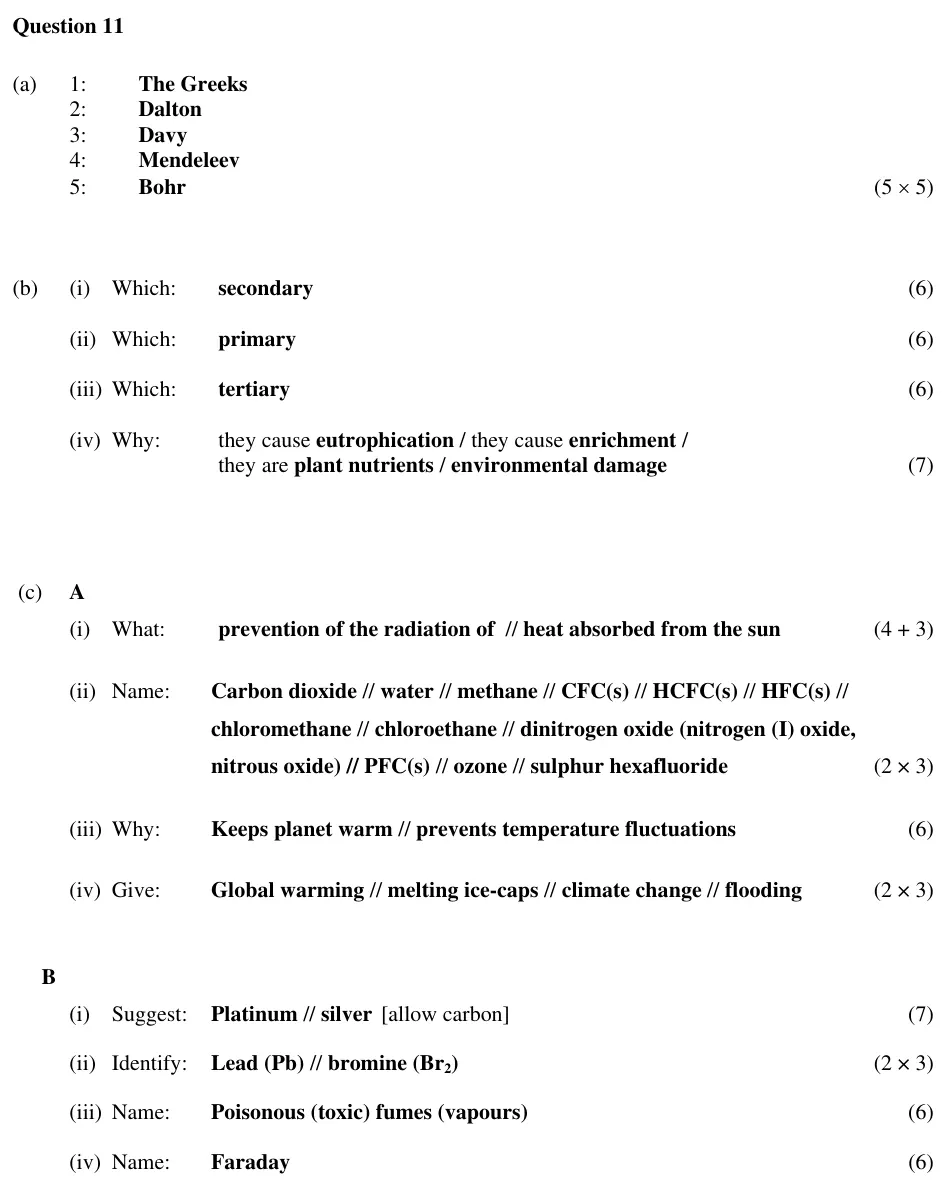 Question 11
(a) 1: The Greeks
2: Dalton
3: Davy
4: Mendeleev
5: Bohr (5 × 5)
(b) (i) Which: secondary (6)
(ii) Which: primary (6)
(iii) Which: tertiary (6)
(iv) Why: they cause eutrophication / they cause enrichment /
they are plant nutrients / environmental damage (7)
(c) A
(i) What: prevention of the radiation of // heat absorbed from the sun (4 + 3)
(ii) Name: Carbon dioxide // water // methane // CFC(s) // HCFC(s) // HFC(s) //
chloromethane // chloroethane // dinitrogen oxide (nitrogen (I) oxide,
nitrous oxide) // PFC(s) // ozone // sulphur hexafluoride (2 × 3)
(iii) Why: Keeps planet warm // prevents temperature fluctuations (6)
(iv) Give: Global warming // melting ice-caps // climate change // flooding (2 × 3)
B
(i) Suggest: Platinum // silver [allow carbon] (7)
(ii) Identify: Lead (Pb) // bromine (Br₂) (2 × 3)
(iii) Name: Poisonous (toxic) fumes (vapours) (6)
(iv) Name: Faraday (6)